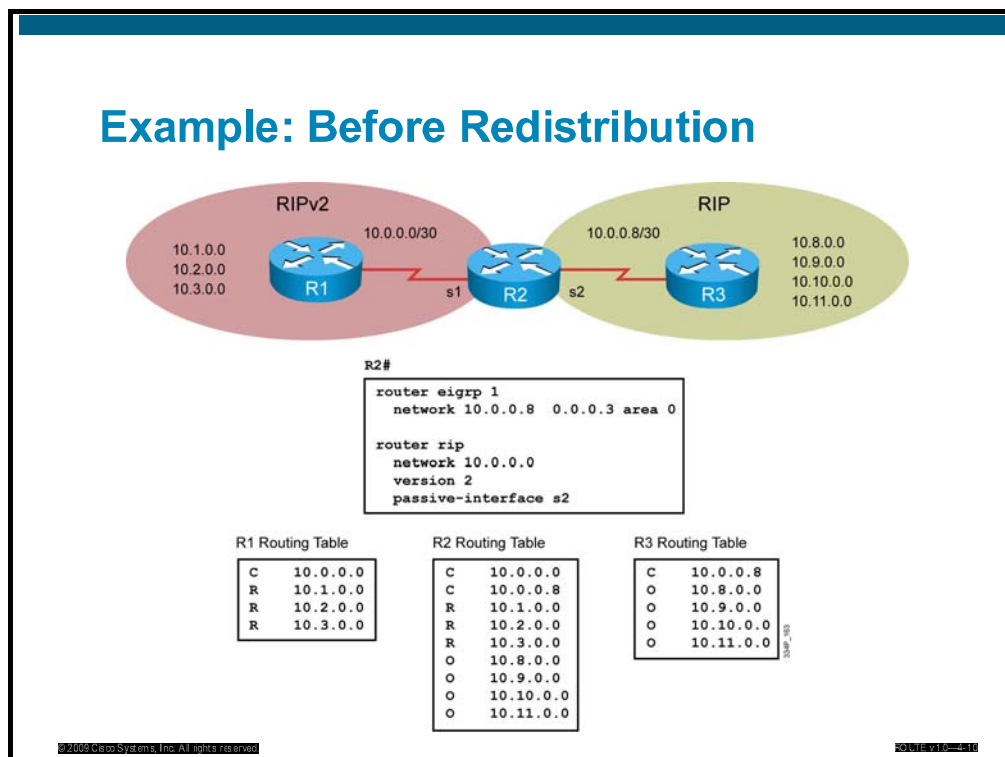 Example: Before Redistribution
RIPv2
RIP
10.0.0.0/30
10.0.0.8/30
10.1.0.0
10.2.0.0
10.3.0.0
R1
s1
R2
s2
R3
10.8.0.0
10.9.0.0
10.10.0.0
10.11.0.0
R2#
router eigrp 1
network 10.0.0.8 0.0.0.3 area 0
router rip
network 10.0.0.0
version 2
passive-interface s2
R1 Routing Table
C 10.0.0.0
R 10.1.0.0
R 10.2.0.0
R 10.3.0.0
R2 Routing Table
C 10.0.0.0
C 10.0.0.8
R 10.1.0.0
R 10.2.0.0
R 10.3.0.0
O 10.8.0.0
O 10.9.0.0
O 10.10.0.0
O 10.11.0.0
R3 Routing Table
C 10.0.0.8
O 10.8.0.0
O 10.9.0.0
O 10.10.0.0
O 10.11.0.0
334P_163
© 2009 Cisco Systems, Inc. All rights reserved.
ROUTE v1.0—4-10